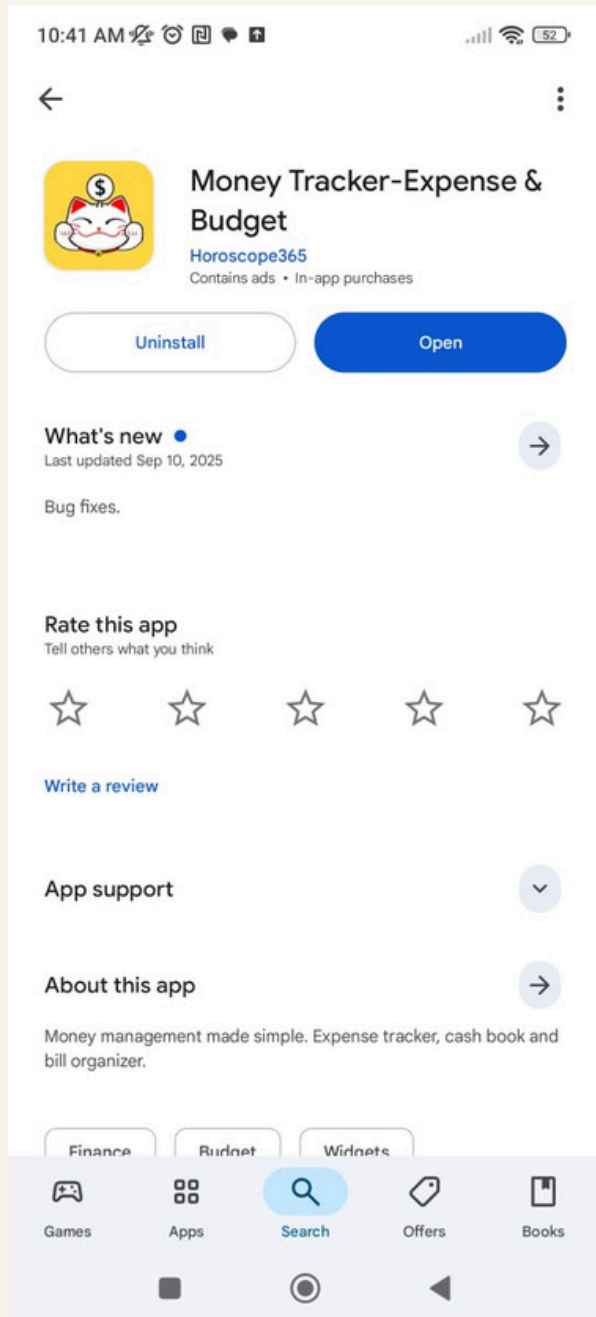 10:41 AM
52
Money Tracker-Expense &
Budget
Horoscope365
Contains ads • In-app purchases
Uninstall
Open
What's new
Last updated Sep 10, 2025
Bug fixes.
Rate this app
Tell others what you think
Write a review
App support
About this app
Money management made simple. Expense tracker, cash book and
bill organizer.
Finance
Budget
Widgets
Games
Apps
Search
Offers
Books